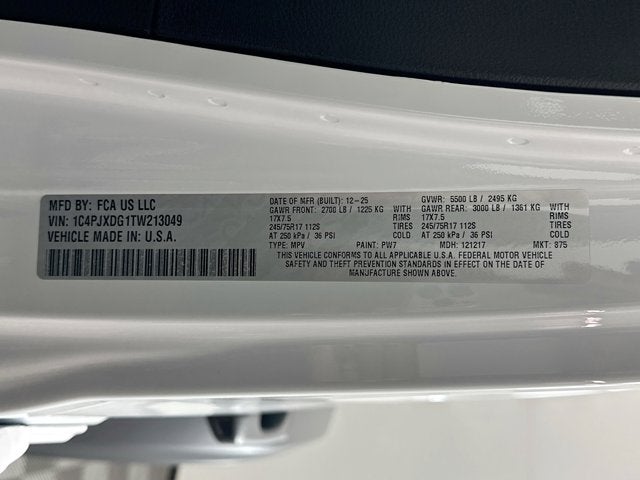 MFD BY: FCA US LLC
VIN: 1C4PJXDG1TW213049
VEHICLE MADE IN: U.S.A.
DATE OF MFR (BUILT): 12-25 GVWR: 5500 LB / 2495 KG
GAWR FRONT: 2700 LB / 1225 KG GAWR REAR: 3000 LB / 1361 KG
17X7.5 RIMS 17X7.5 RIMS
245/75R17 112S TIRE 245/75R17 112S TIRE
AT 250 kPa / 36 PSI COLD AT 250 kPa / 36 PSI COLD
TYPE: MPV PAINT: PW7 MDH: 121217 MKT: 875
THIS VEHICLE CONFORMS TO ALL APPLICABLE U.S.A. FEDERAL MOTOR VEHICLE
SAFETY AND THEFT PREVENTION STANDARDS IN EFFECT ON THE DATE OF
MANUFACTURE SHOWN ABOVE.